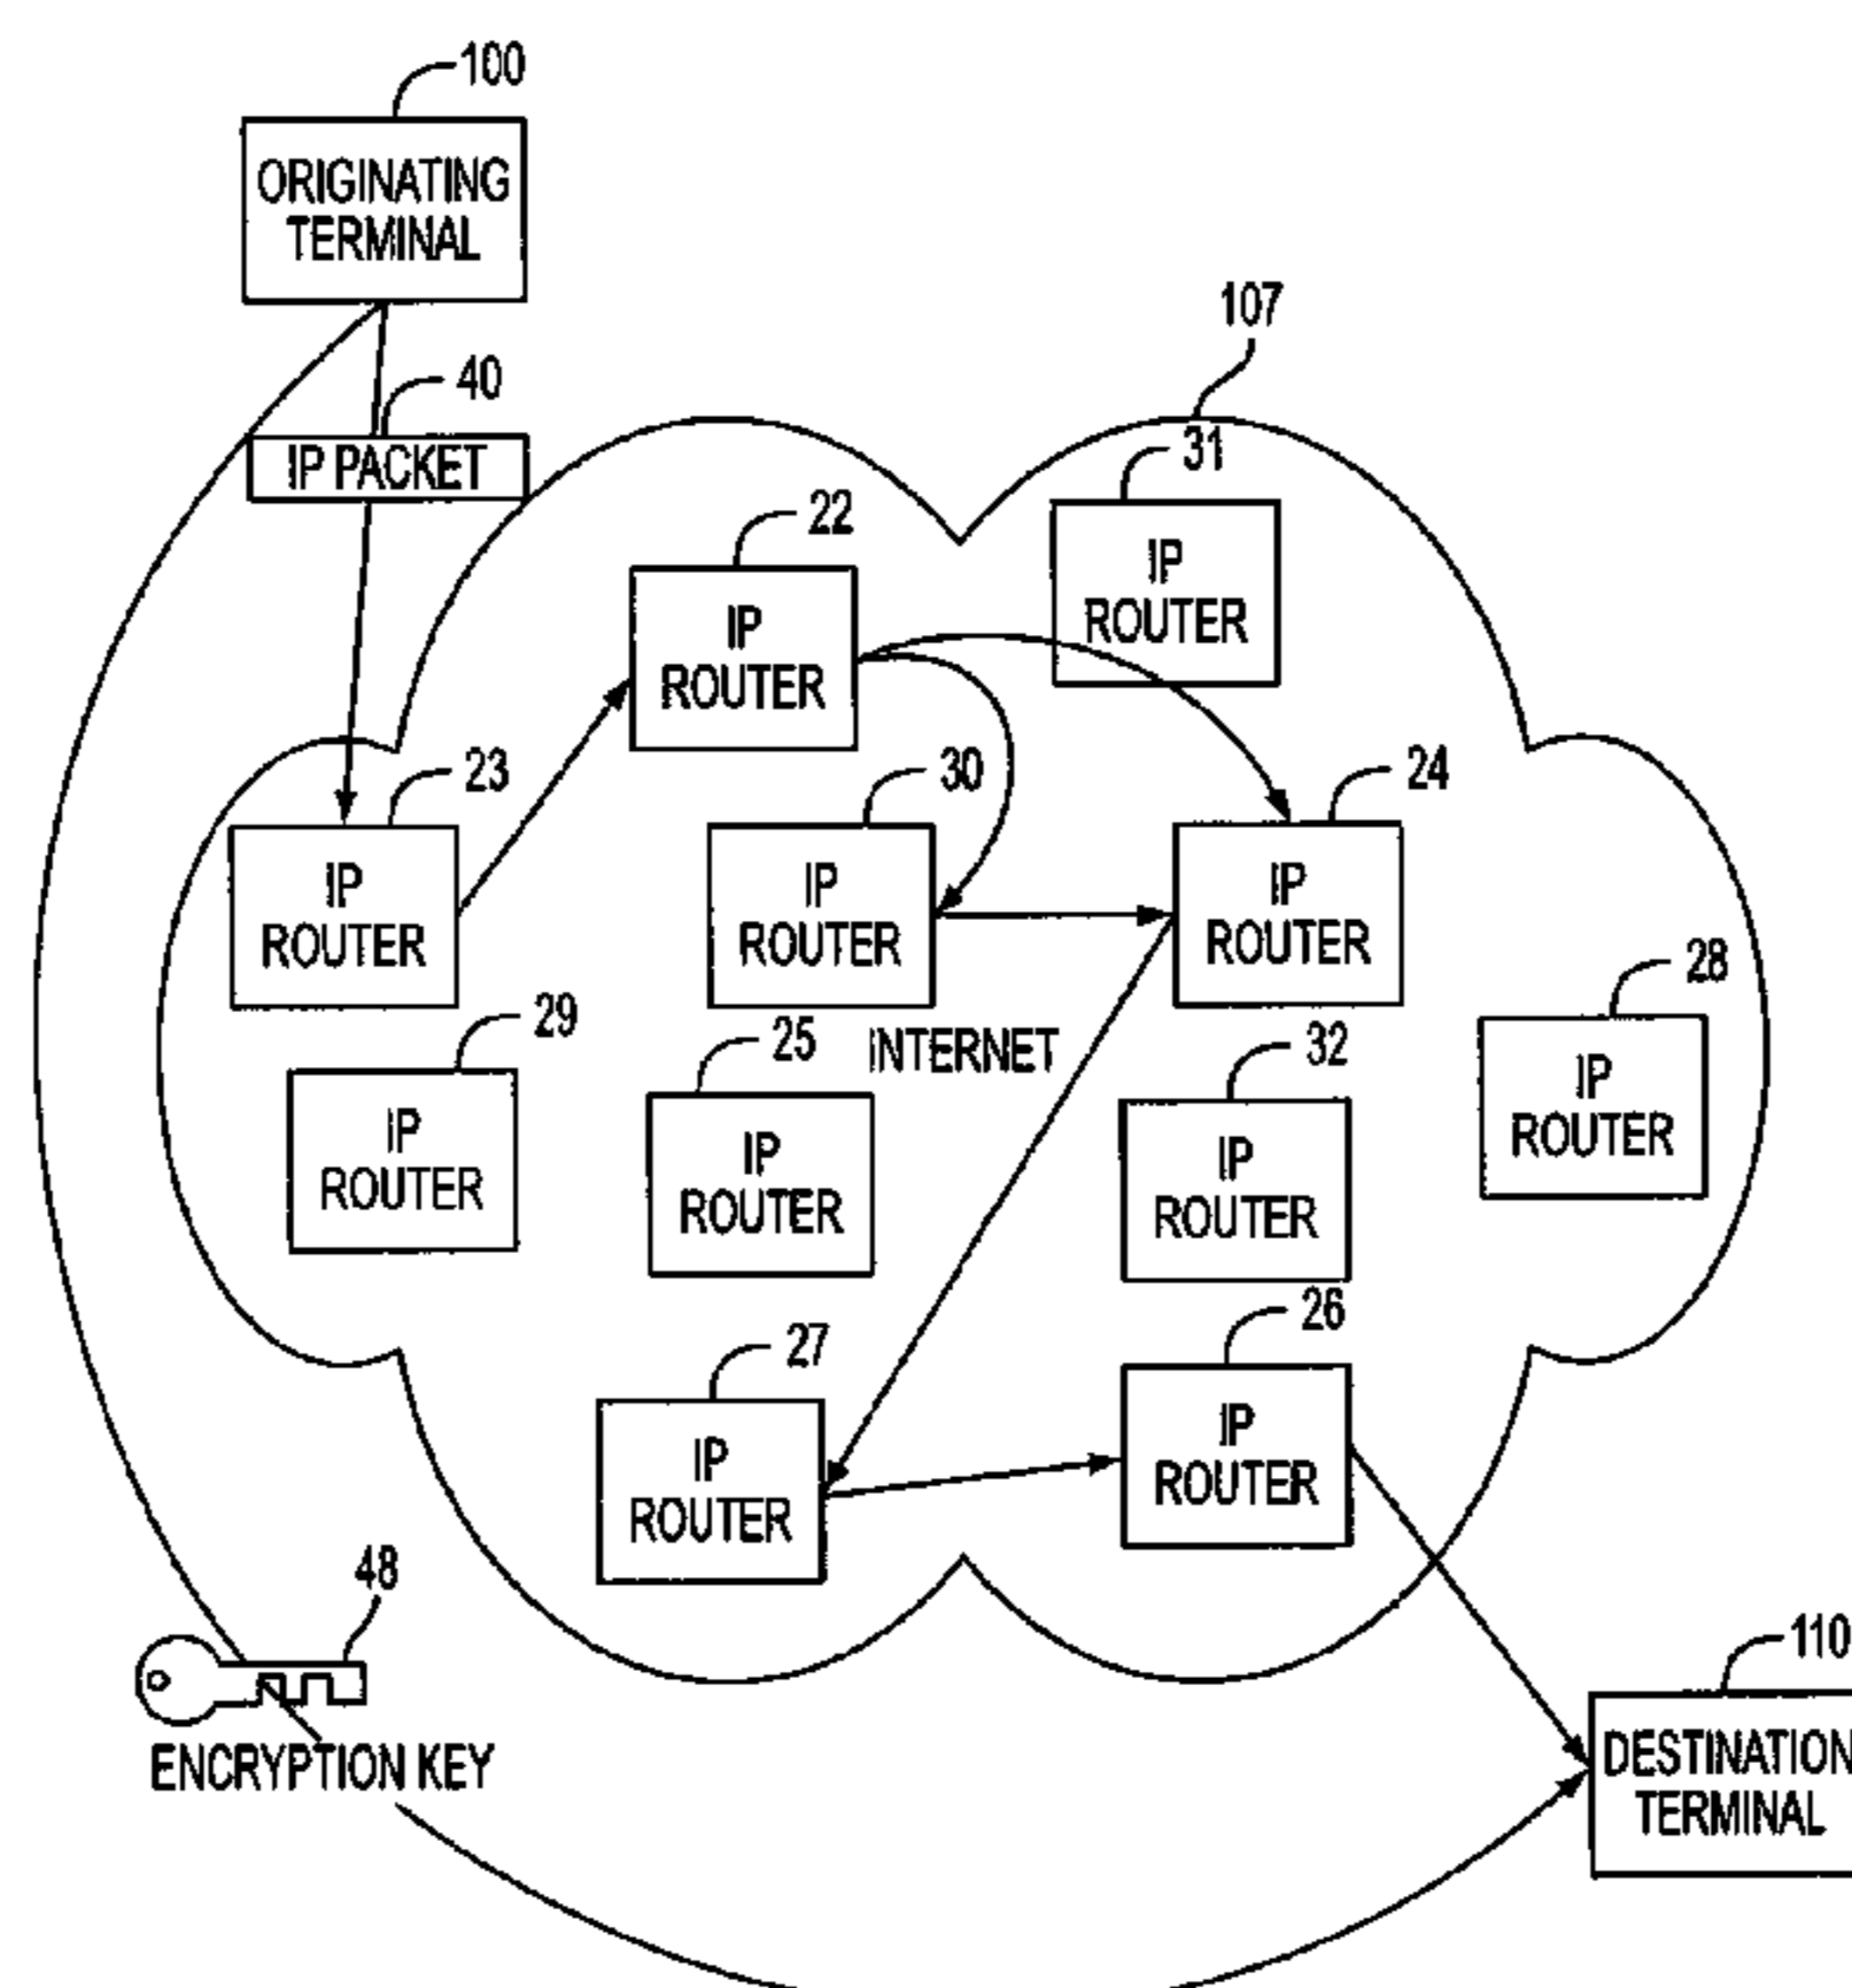 100
ORIGINATING
TERMINAL
107
40
IP PACKET
31
IP
ROUTER
22
IP
ROUTER
23
IP
ROUTER
30
IP
ROUTER
24
IP
ROUTER
28
IP
ROUTER
29
IP
ROUTER
25
IP
ROUTER
INTERNET
32
IP
ROUTER
27
IP
ROUTER
26
IP
ROUTER
48
ENCRYPTION KEY
110
DESTINATION
TERMINAL